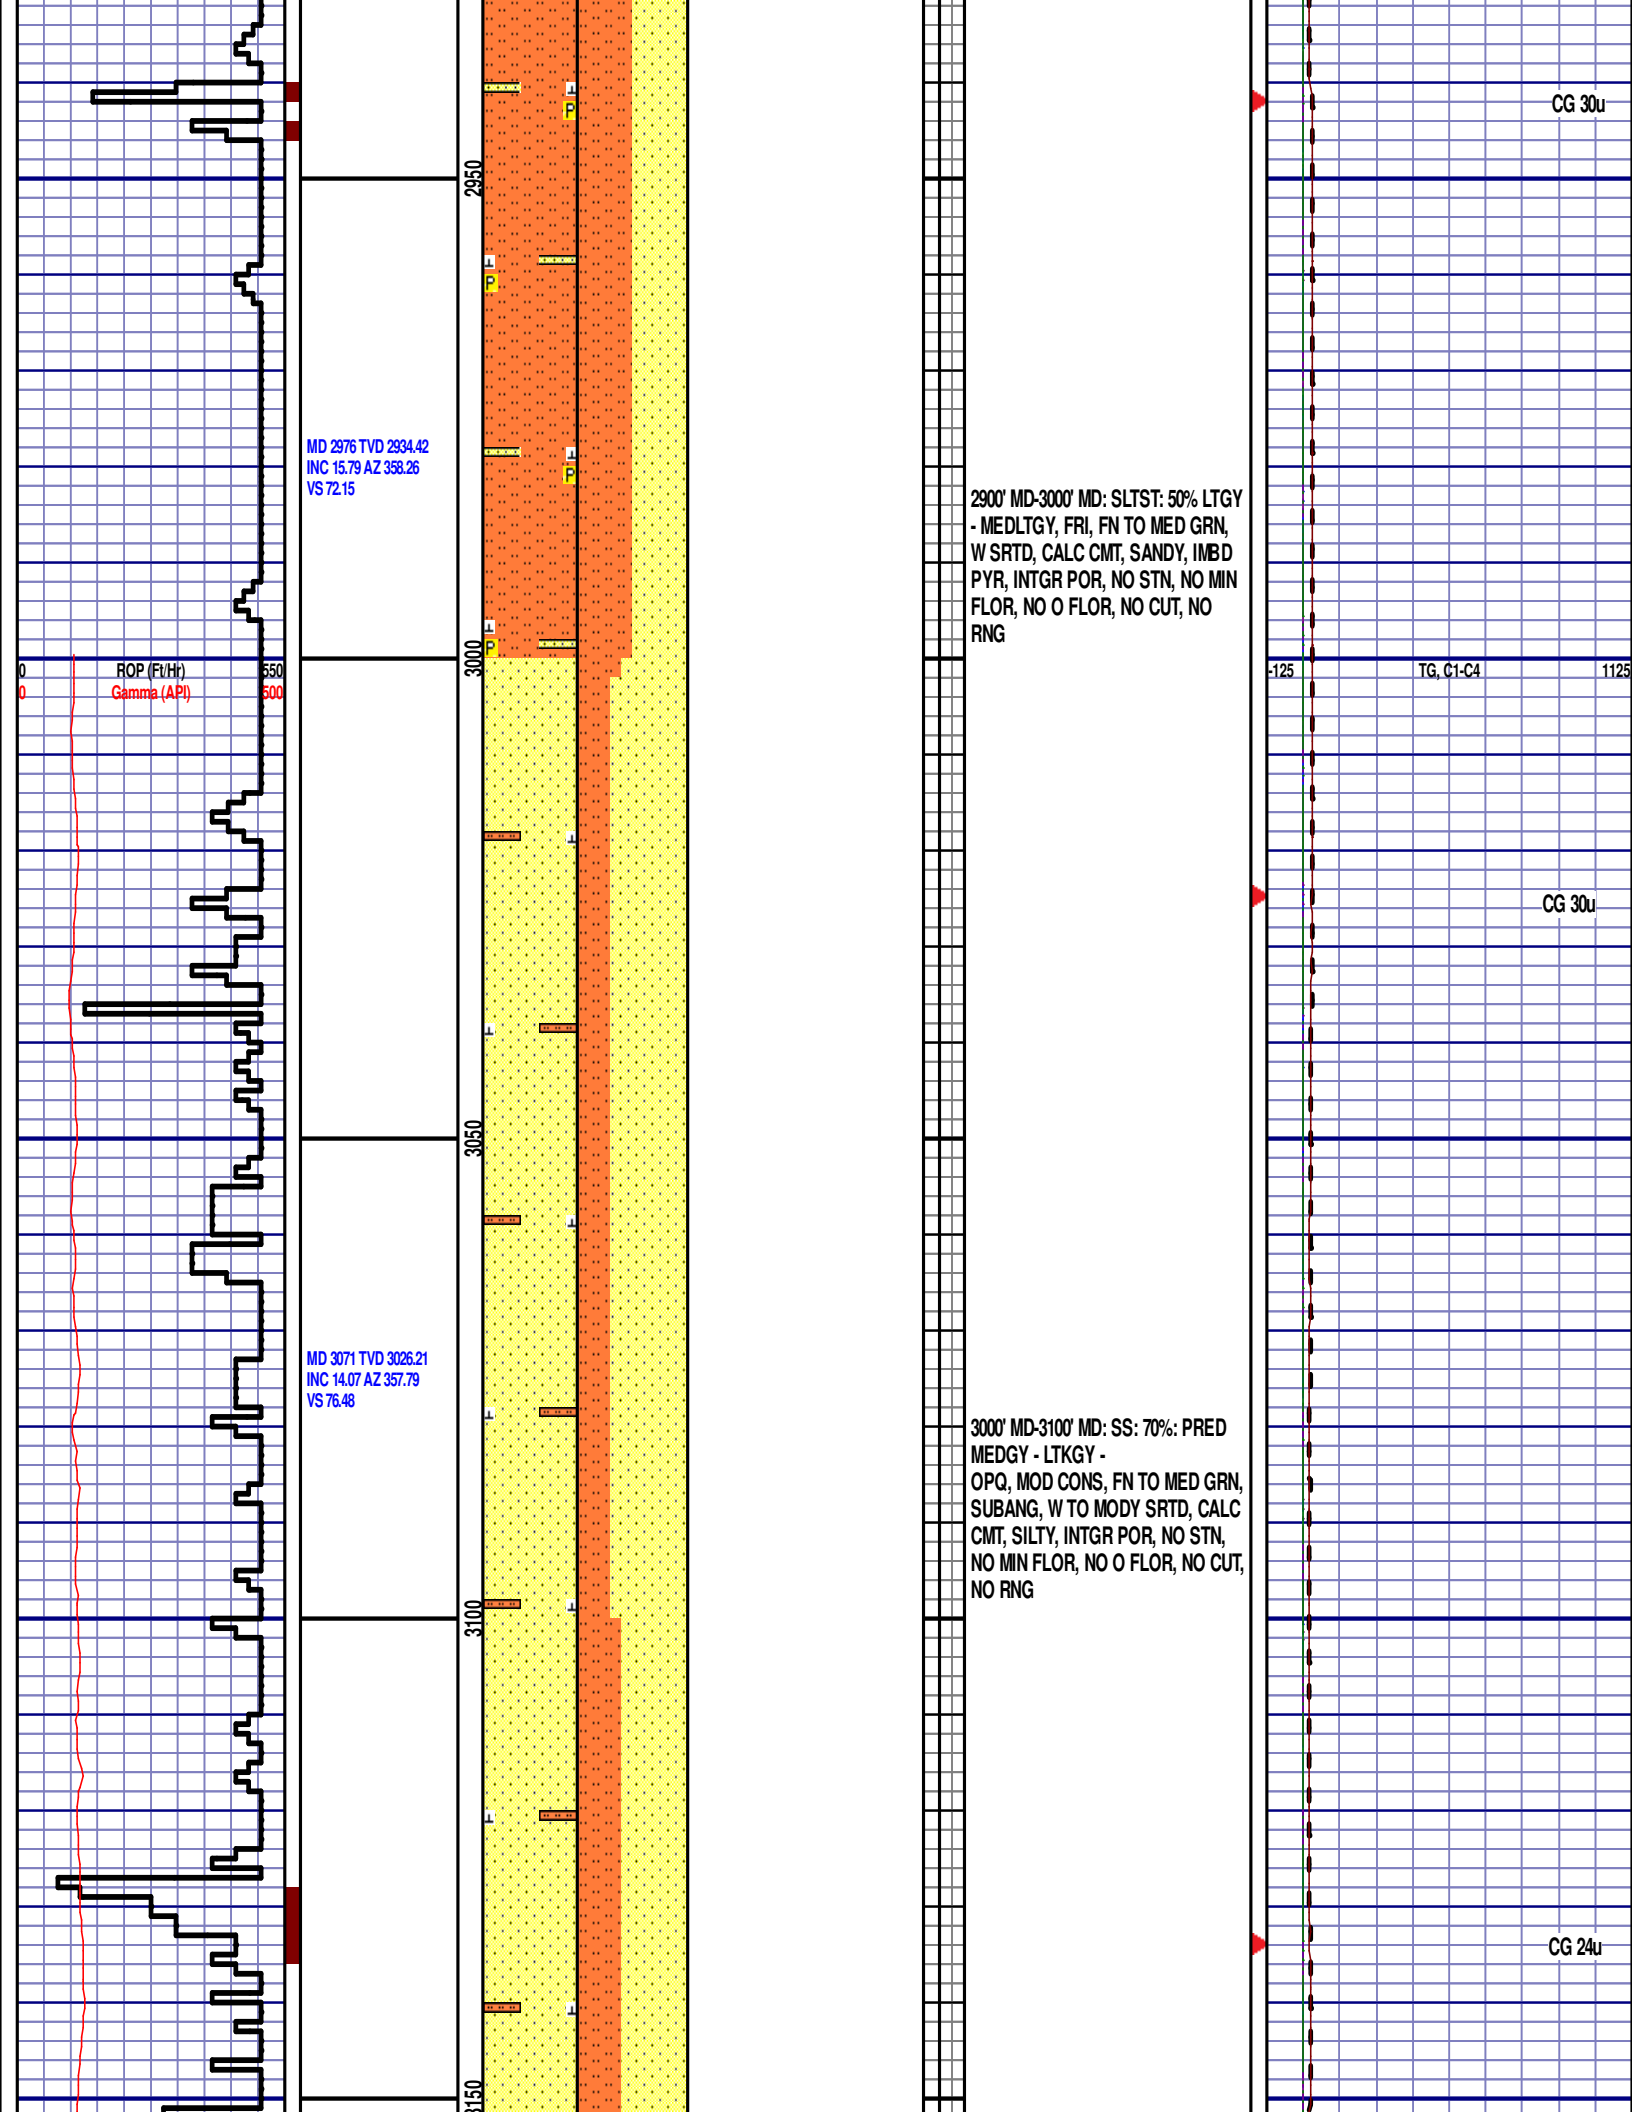 CG 30u
P
2950
P
MD 2976 TVD 2934.42
INC 15.79 AZ 358.26
VS 72.15
P
2900' MD-3000' MD: SLTST: 50% LTGY
- MEDLTGY, FRI, FN TO MED GRN,
W SRTD, CALC CMT, SANDY, IMBD
PYR, INTGR POR, NO STN, NO MIN
FLOR, NO O FLOR, NO CUT, NO
RNG
P
3000
0 ROP (Ft/Hr) 550
0 Gamma (API) 500
-125 TG, C1-C4 1125
CG 30u
3050
MD 3071 TVD 3026.21
INC 14.07 AZ 357.79
VS 76.48
3000' MD-3100' MD: SS: 70%: PRED
MEDGY - LTKGY -
OPQ, MOD CONS, FN TO MED GRN,
SUBANG, W TO MODY SRTD, CALC
CMT, SILTY, INTGR POR, NO STN,
NO MIN FLOR, NO O FLOR, NO CUT,
NO RNG
3100
CG 24u
3150